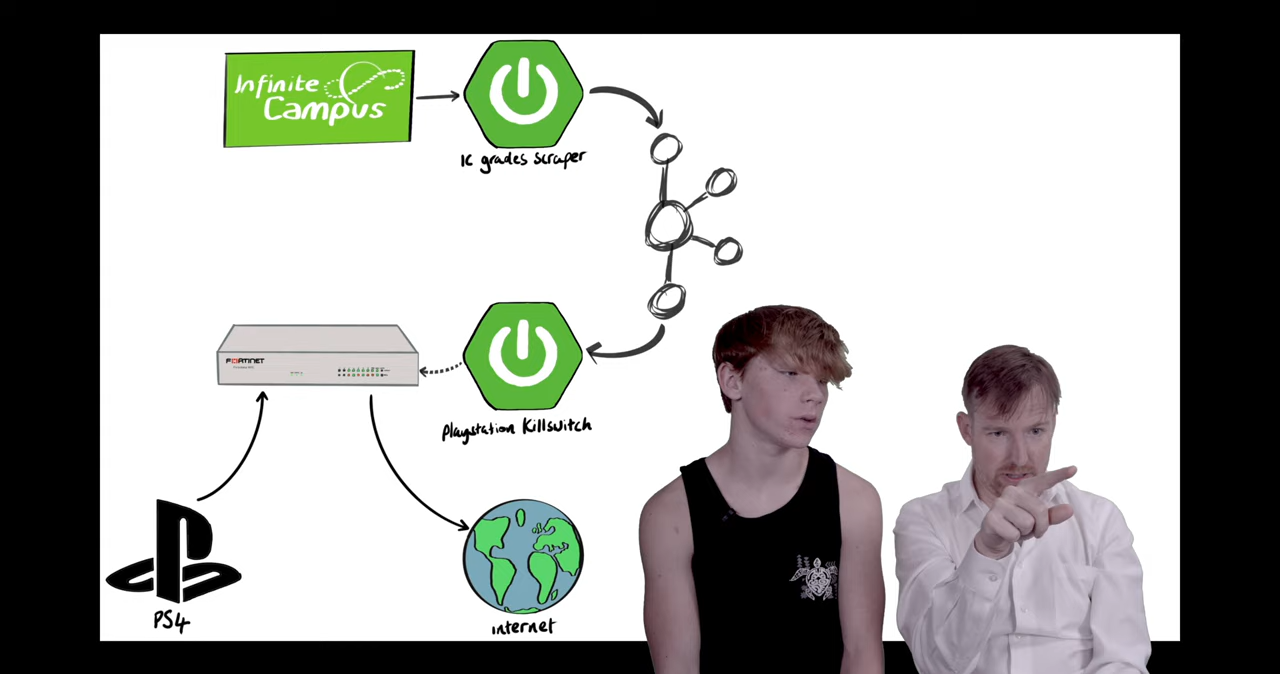 Infinite
Campus
IC grades scraper
FORTINET
Playstation Killswitch
PS4
internet